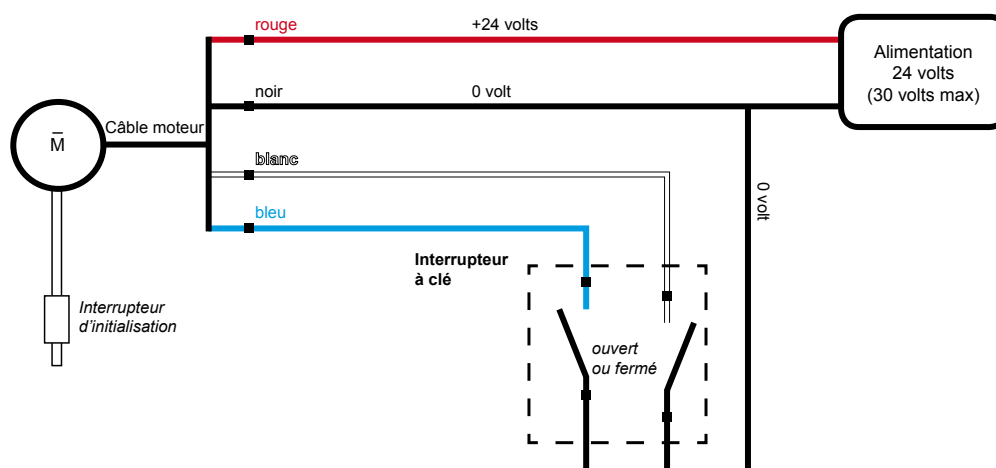 rouge
+24 volts
Alimentation
24 volts
(30 volts max)
noir
0 volt
M
Câble moteur
blanc
0 volt
bleu
Interrupteur
à clé
Interrupteur
d'initialisation
ouvert
ou fermé